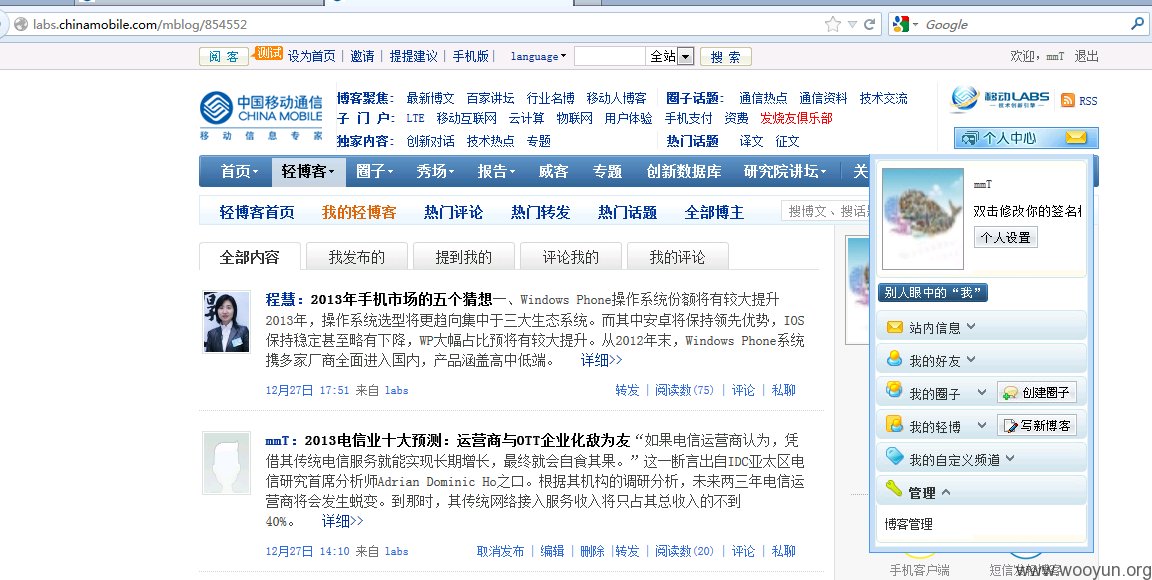 labs.chinamobile.com/mblog/854552
Google
阅 客 测试 设为首页 | 邀请 | 提提建议 | 手机版 | language 全站 搜 索 欢迎，mmT 退出
中国移动通信
CHINA MOBILE
移 动 信 息 专 家
博客聚焦： 最新博文 百家讲坛 行业名博 移动人博客
子 门 户： LTE 移动互联网 云计算 物联网 用户体验
独家内容： 创新对话 技术热点 专题
圈子话题： 通信热点 通信资料 技术交流
手机支付 资费 发烧友俱乐部
热门话题 译文 征文
移动LABS
技术创新引擎
RSS
个人中心
首页 轻博客 圈子 秀场 报告 威客 专题 创新数据库 研究院讲坛 关
轻博客首页 我的轻博客 热门评论 热门转发 热门话题 全部博主 搜博文、搜话
全部内容 我发布的 提到我的 评论我的 我的评论
程慧：2013年手机市场的五个猜想一、Windows Phone操作系统份额将有较大提升
2013年，操作系统选型将更趋向集中于三大生态系统。而其中安卓将保持领先优势，IOS
保持稳定甚至略有下降，WP大幅占比预将有较大提升。从2012年末，Windows Phone系统
携多家厂商全面进入国内，产品涵盖高中低端。 详细>>
12月27日 17:51 来自 labs 转发 | 阅读数(75) | 评论 | 私聊
mmT：2013电信业十大预测：运营商与OTT企业化敌为友“如果电信运营商认为，凭
借其传统电信服务就能实现长期增长，最终就会自食其果。”这一断言出自IDC亚太区电
信研究首席分析师Adrian Dominic Ho之口。根据其机构的调研分析，未来两三年电信运
营商将会发生蜕变。到那时，其传统网络接入服务收入将只占其总收入的不到
40%。 详细>>
12月27日 14:10 来自 labs 取消发布 | 编辑 | 删除 |转发 | 阅读数(20) | 评论 | 私聊
mmT
双击修改你的签名
个人设置
别人眼中的“我”
站内信息
我的好友
我的圈子 创建圈子
我的轻博 写新博客
我的自定义频道
管理
博客管理
手机客户端
www.wooyun.org